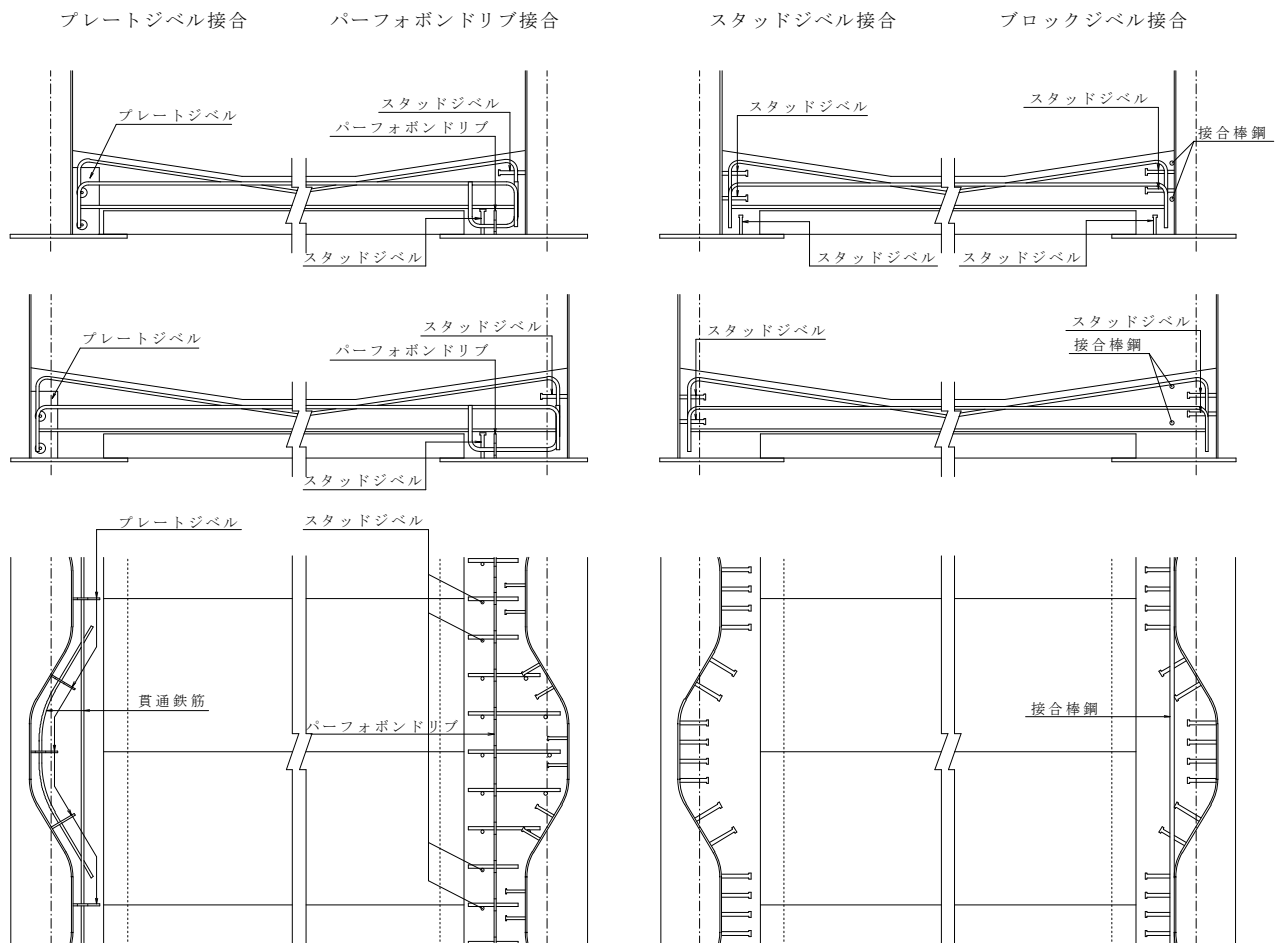 プレートジベル接合
パーフォボンドリブ接合
スタッドジベル接合
ブロックジベル接合
プレートジベル
スタッドジベル
パーフォボンドリブ
スタッドジベル
スタッドジベル
スタッドジベル
接合棒鋼
スタッドジベル
スタッドジベル
プレートジベル
スタッドジベル
パーフォボンドリブ
スタッドジベル
スタッドジベル
スタッドジベル
接合棒鋼
プレートジベル
スタッドジベル
貫通鉄筋
パーフォボンドリブ
接合棒鋼